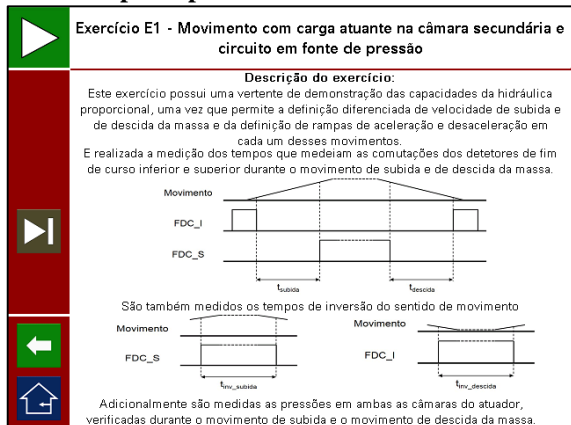 Exercício E1 - Movimento com carga atuante na câmara secundária e
circuito em fonte de pressão
Descrição do exercício:
Este exercício possui uma vertente de demonstração das capacidades da hidráulica
proporcional, uma vez que permite a definição diferenciada de velocidade de subida e
de descida da massa e da definição de rampas de aceleração e desaceleração em
cada um desses movimentos.
E realizada a medição dos tempos que medeiam as comutações dos detetores de fim
de curso inferior e superior durante o movimento de subida e de descida da massa.
Movimento
FDC_I
FDC_S
tsubida
tdescida
São também medidos os tempos de inversão do sentido de movimento
Movimento
FDC_S
tinv_subida
Movimento
FDC_I
tinv_descida
Adicionalmente são medidas as pressões em ambas as câmaras do atuador,
verificadas durante o movimento de subida e o movimento de descida da massa.